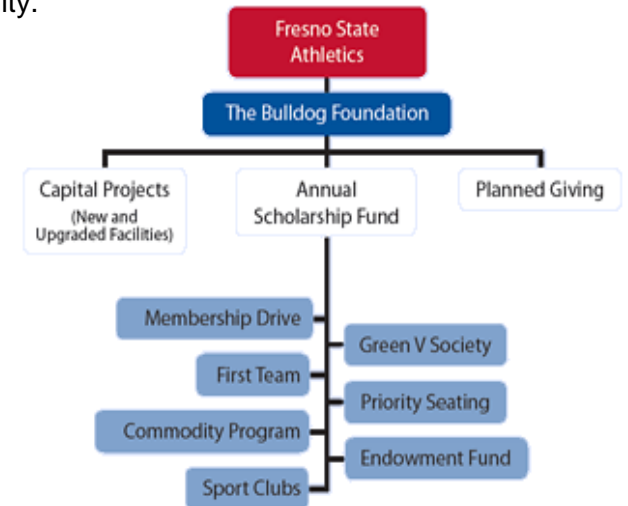 ity.
Fresno State
Athletics
The Bulldog Foundation
Capital Projects
(New and
Upgraded Facilities)
Annual
Scholarship Fund
Planned Giving
Membership Drive
Green V Society
First Team
Priority Seating
Commodity Program
Endowment Fund
Sport Clubs